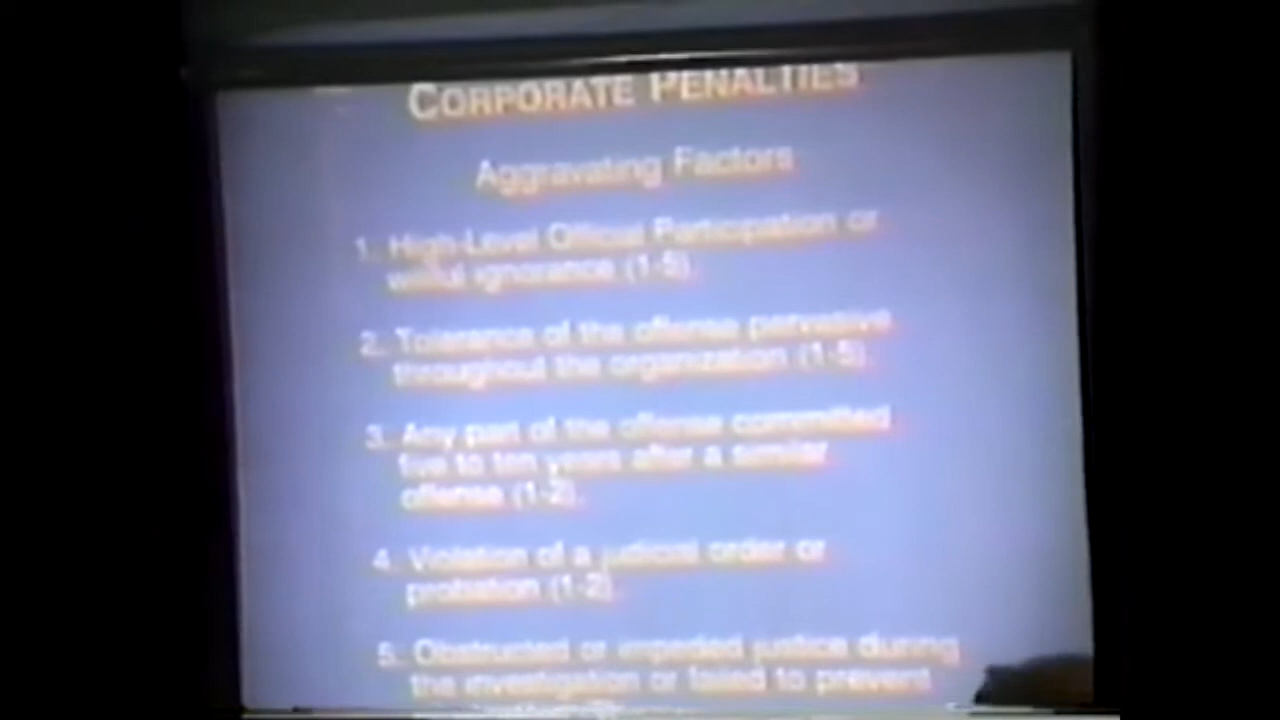 CORPORATE PENALTIES
Aggravating Factors
1. High-Level Official Participation or
willful ignorance (1-5).
2. Tolerance of the offense pervasive
throughout the organization (1-5).
3. Any part of the offense committed
five to ten years after a similar
offense (1-2).
4. Violation of a judicial order or
probation (1-2).
5. Obstructed or impeded justice during
the investigation or failed to prevent